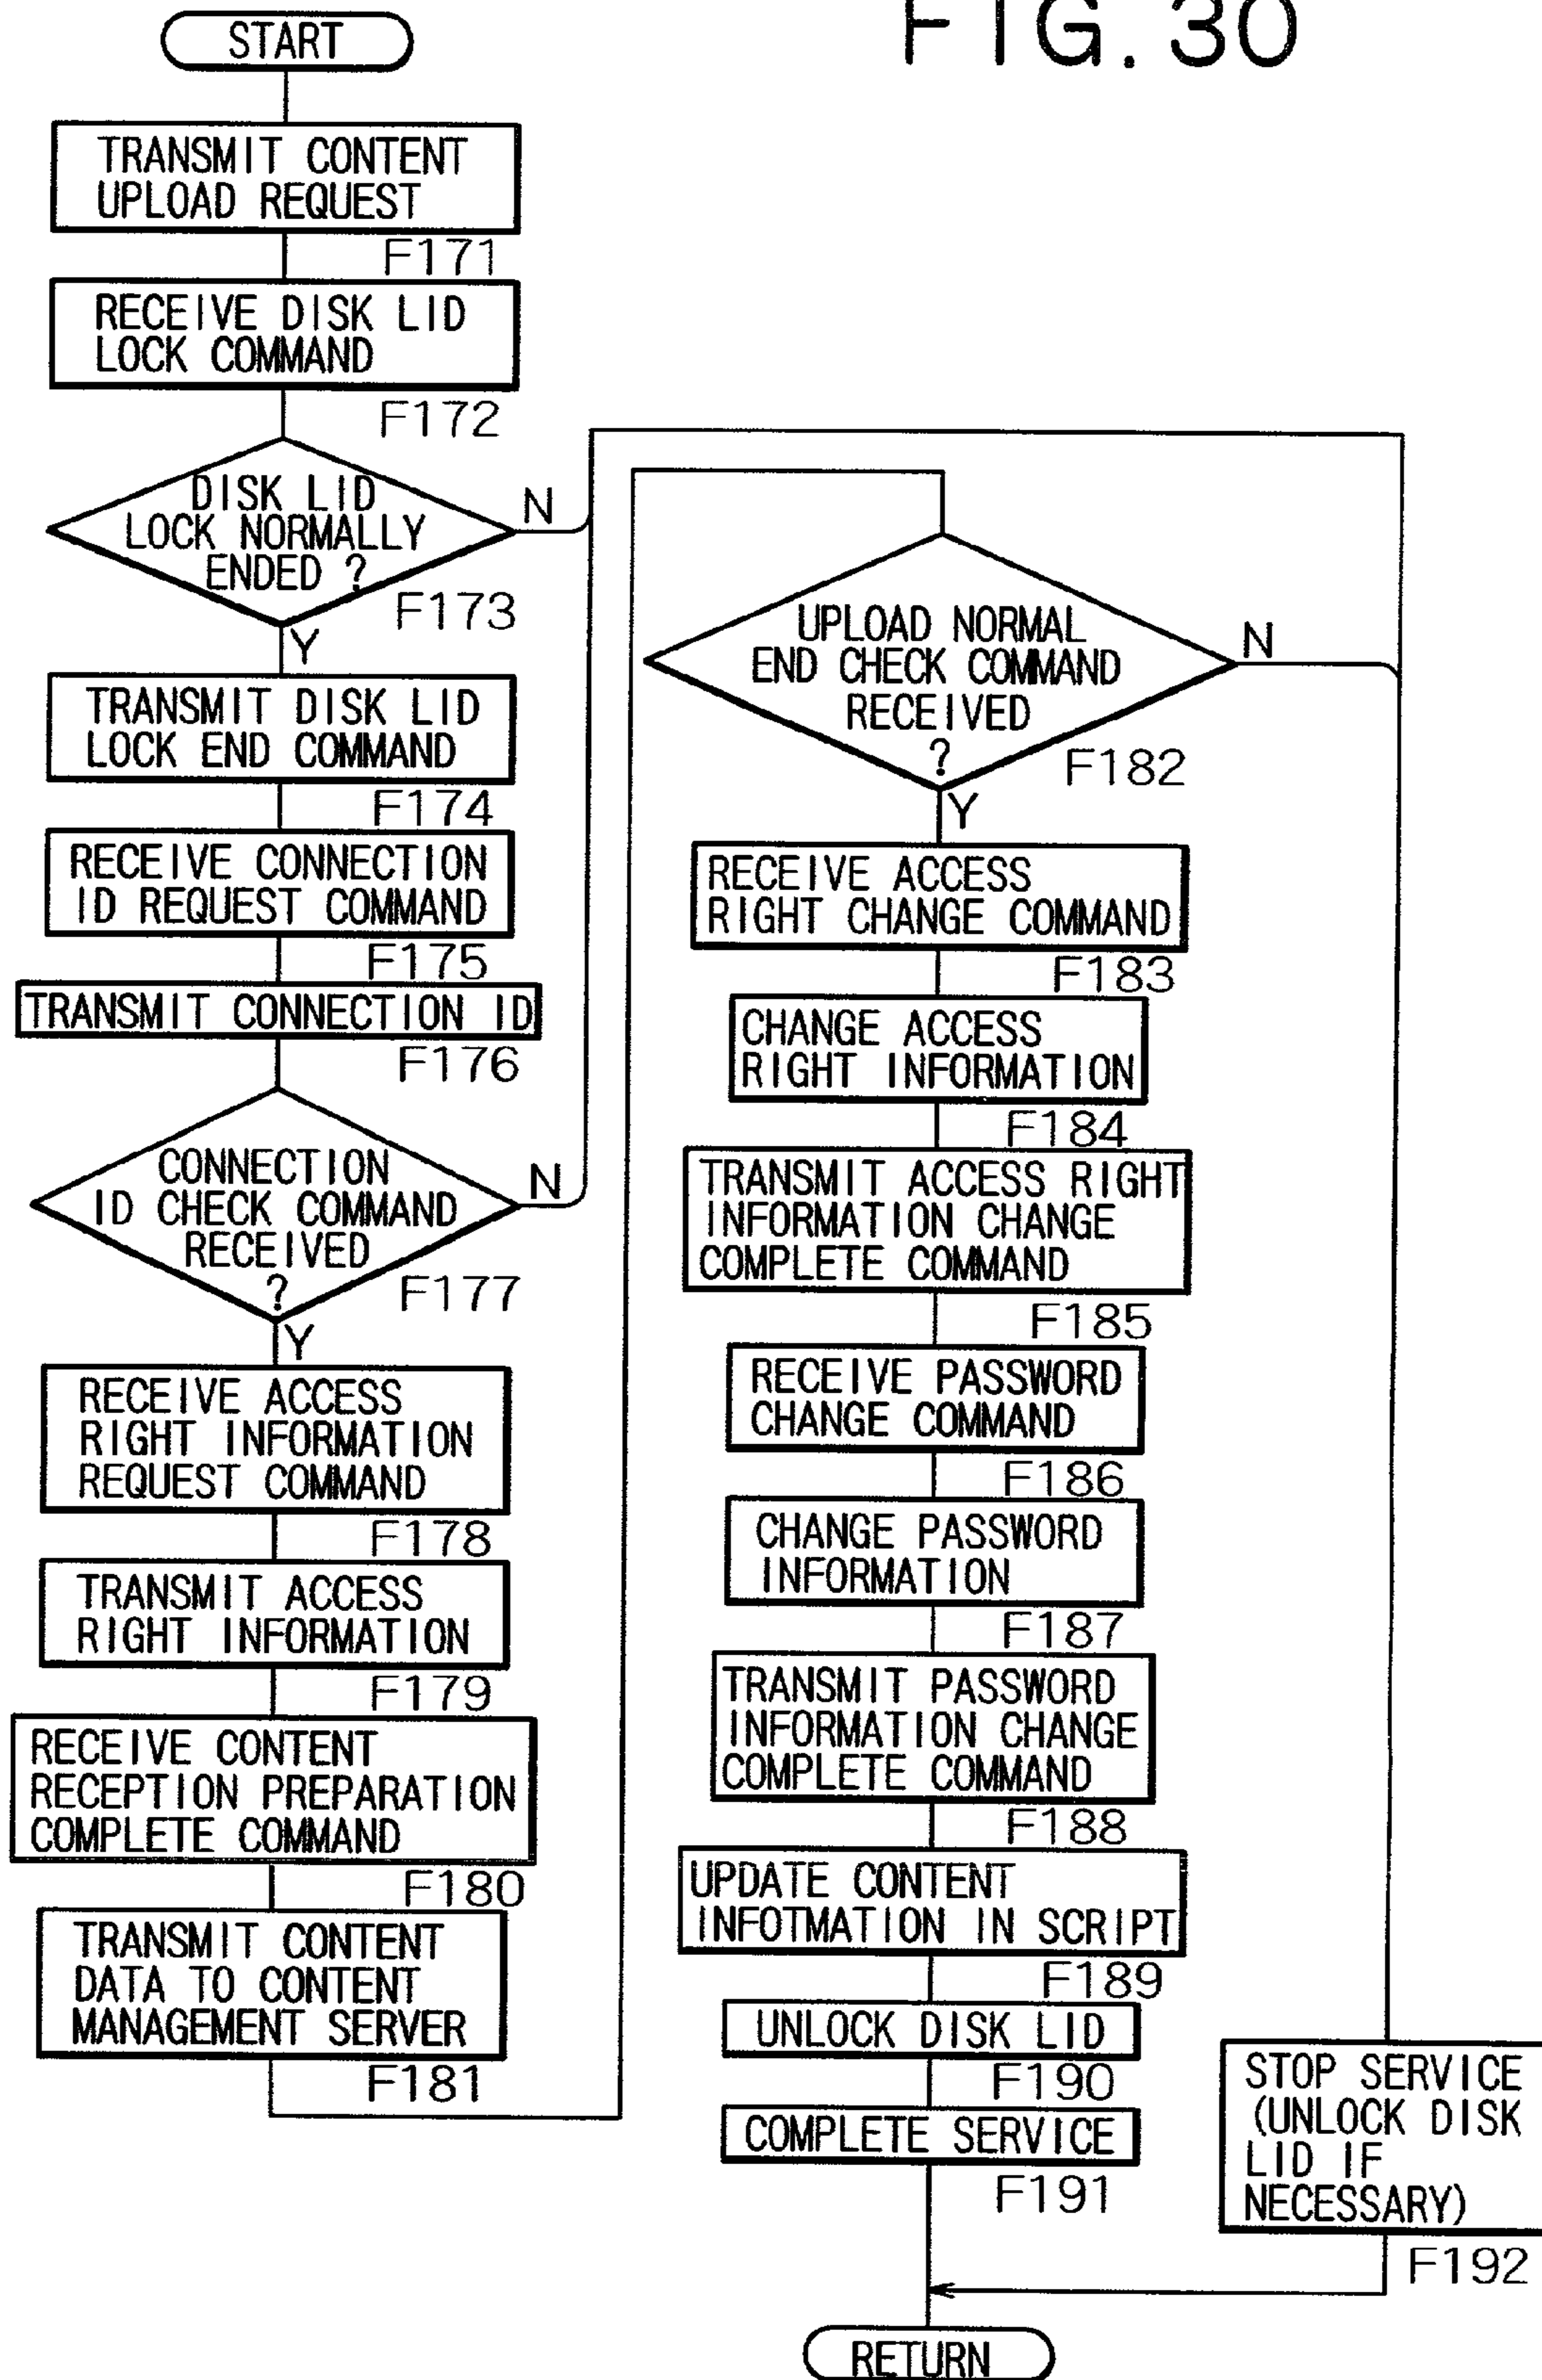 FIG. 30
START
TRANSMIT CONTENT
UPLOAD REQUEST
F171
RECEIVE DISK LID
LOCK COMMAND
F172
DISK LID
LOCK NORMALLY
ENDED ?
N
F173
Y
TRANSMIT DISK LID
LOCK END COMMAND
F174
RECEIVE CONNECTION
ID REQUEST COMMAND
F175
TRANSMIT CONNECTION ID
F176
CONNECTION
ID CHECK COMMAND
RECEIVED
?
N
F177
Y
RECEIVE ACCESS
RIGHT INFORMATION
REQUEST COMMAND
F178
TRANSMIT ACCESS
RIGHT INFORMATION
F179
RECEIVE CONTENT
RECEPTION PREPARATION
COMPLETE COMMAND
F180
TRANSMIT CONTENT
DATA TO CONTENT
MANAGEMENT SERVER
F181
UPLOAD NORMAL
END CHECK COMMAND
RECEIVED
?
N
F182
Y
RECEIVE ACCESS
RIGHT CHANGE COMMAND
F183
CHANGE ACCESS
RIGHT INFORMATION
F184
TRANSMIT ACCESS RIGHT
INFORMATION CHANGE
COMPLETE COMMAND
F185
RECEIVE PASSWORD
CHANGE COMMAND
F186
CHANGE PASSWORD
INFORMATION
F187
TRANSMIT PASSWORD
INFORMATION CHANGE
COMPLETE COMMAND
F188
UPDATE CONTENT
INFOTMATION IN SCRIPT
F189
UNLOCK DISK LID
F190
COMPLETE SERVICE
F191
STOP SERVICE
(UNLOCK DISK
LID IF
NECESSARY)
F192
RETURN